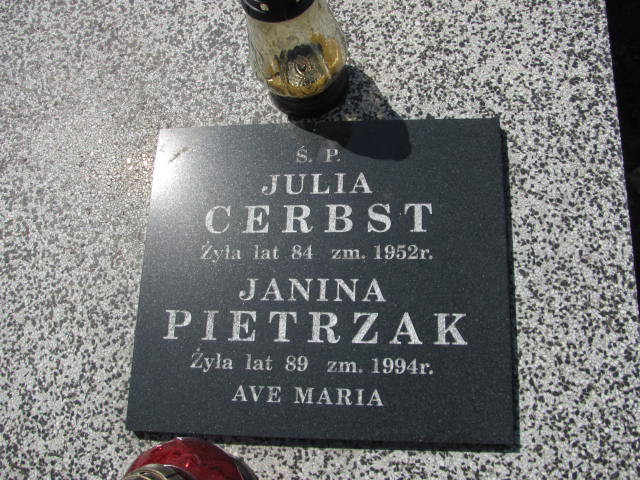 Ś. P.
JULIA
CERBST
Żyła lat 84 zm. 1952r.
JANINA
PIETRZAK
Żyła lat 89 zm. 1994r.
AVE MARIA